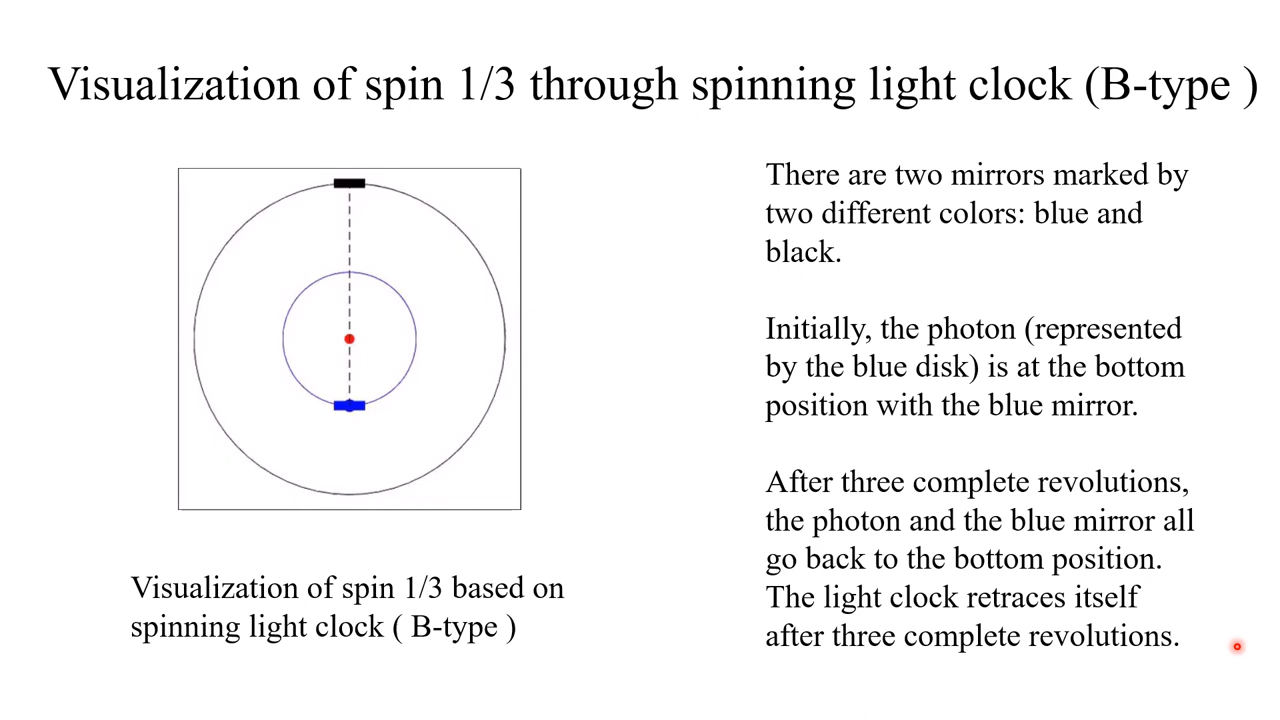 Visualization of spin 1/3 through spinning light clock (B-type )
There are two mirrors marked by
two different colors: blue and
black.
Initially, the photon (represented
by the blue disk) is at the bottom
position with the blue mirror.
After three complete revolutions,
the photon and the blue mirror all
go back to the bottom position.
The light clock retraces itself
after three complete revolutions.
Visualization of spin 1/3 based on
spinning light clock ( B-type )